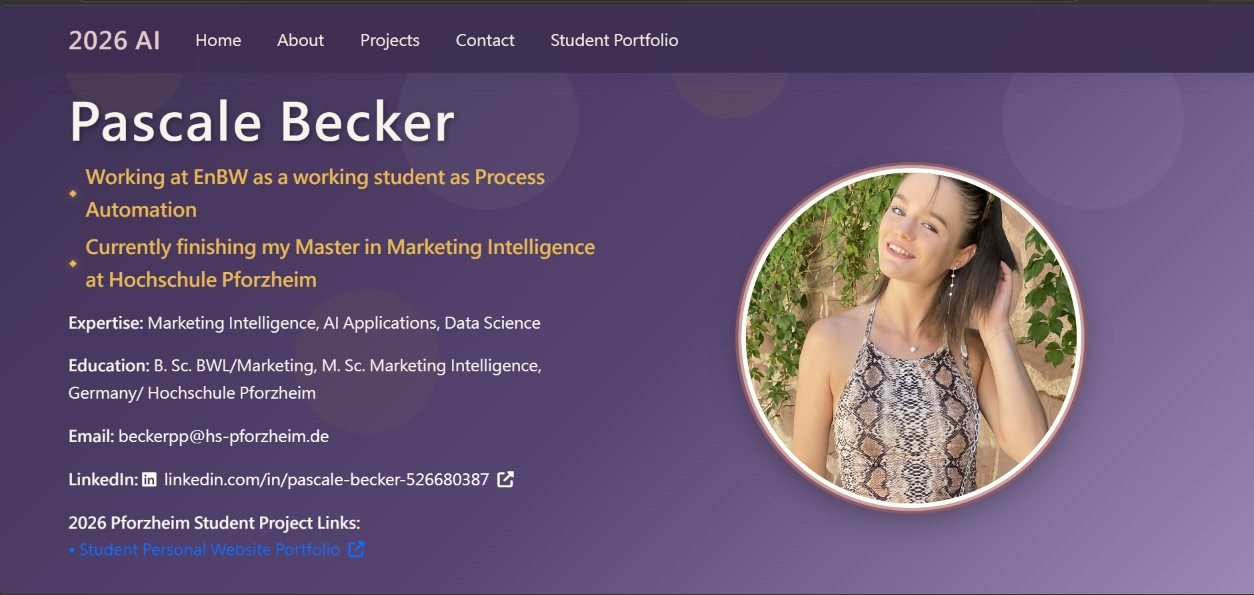 2026 AI Home About Projects Contact Student Portfolio
Pascale Becker
Working at EnBW as a working student as Process
Automation
Currently finishing my Master in Marketing Intelligence
at Hochschule Pforzheim
Expertise: Marketing Intelligence, AI Applications, Data Science
Education: B. Sc. BWL/Marketing, M. Sc. Marketing Intelligence,
Germany/ Hochschule Pforzheim
Email: beckerpp@hs-pforzheim.de
LinkedIn: linkedin.com/in/pascale-becker-526680387
2026 Pforzheim Student Project Links:
• Student Personal Website Portfolio